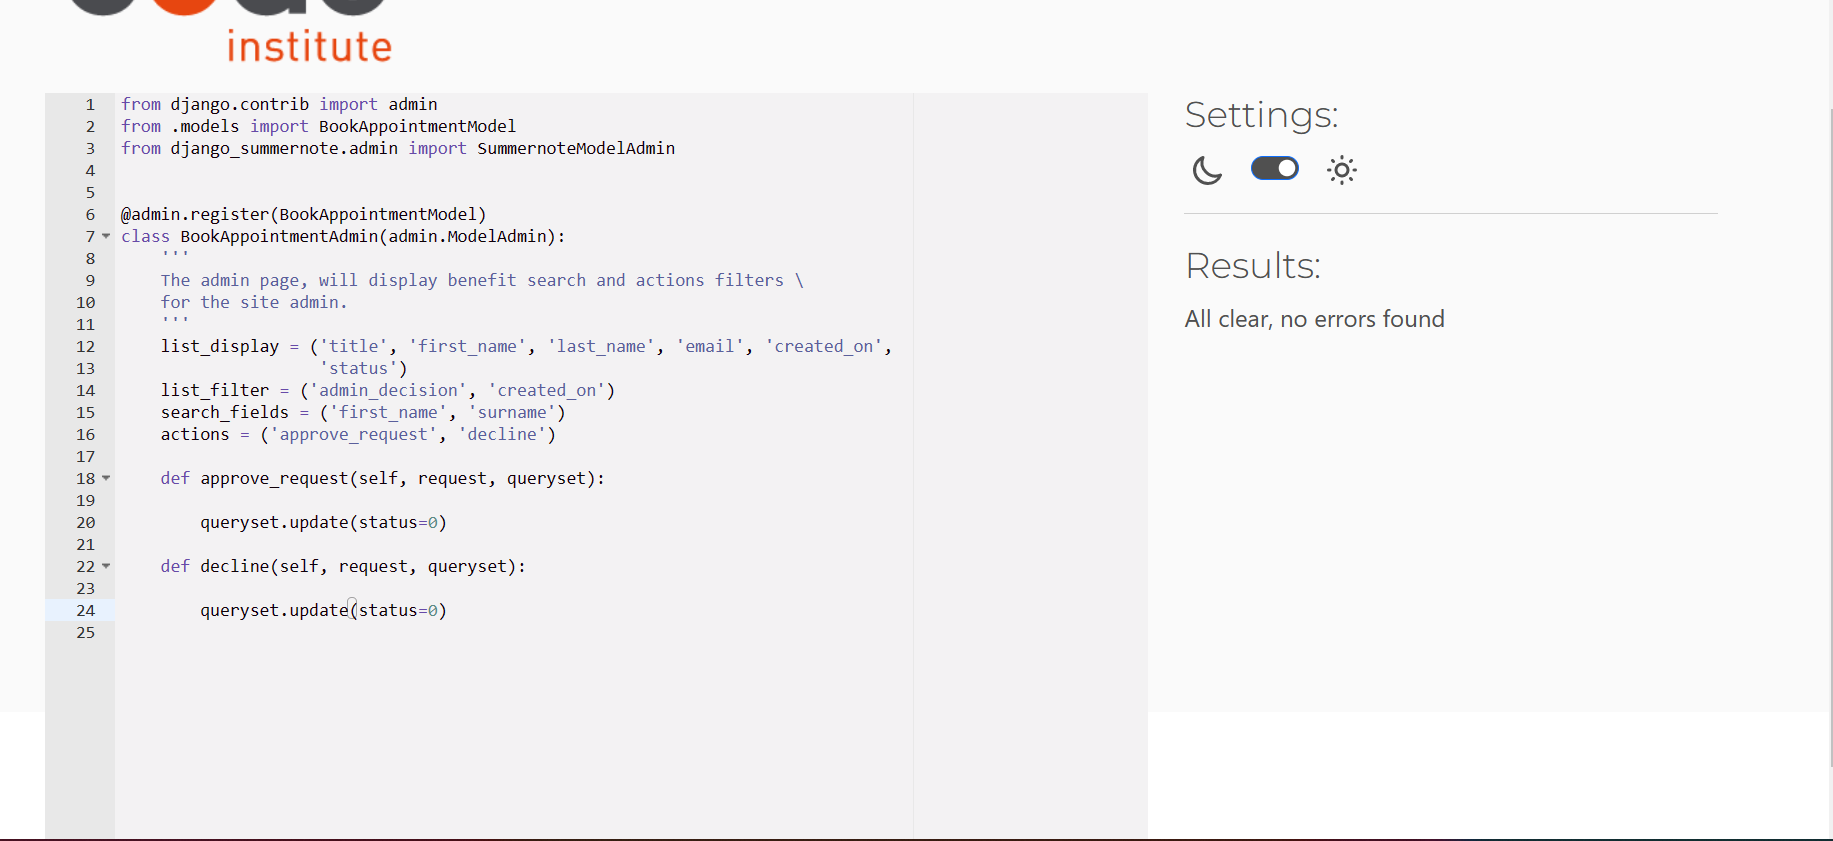 institute
1 from django.contrib import admin
2 from .models import BookAppointmentModel
3 from django_summernote.admin import SummernoteModelAdmin
4
5
6 @admin.register(BookAppointmentModel)
7 class BookAppointmentAdmin(admin.ModelAdmin):
8     '''
9     The admin page, will display benefit search and actions filters \
10     for the site admin.
11     '''
12     list_display = ('title', 'first_name', 'last_name', 'email', 'created_on',
13                     'status')
14     list_filter = ('admin_decision', 'created_on')
15     search_fields = ('first_name', 'surname')
16     actions = ('approve_request', 'decline')
17
18     def approve_request(self, request, queryset):
19
20         queryset.update(status=0)
21
22     def decline(self, request, queryset):
23
24         queryset.update(status=0)
25
Settings:
Results:
All clear, no errors found